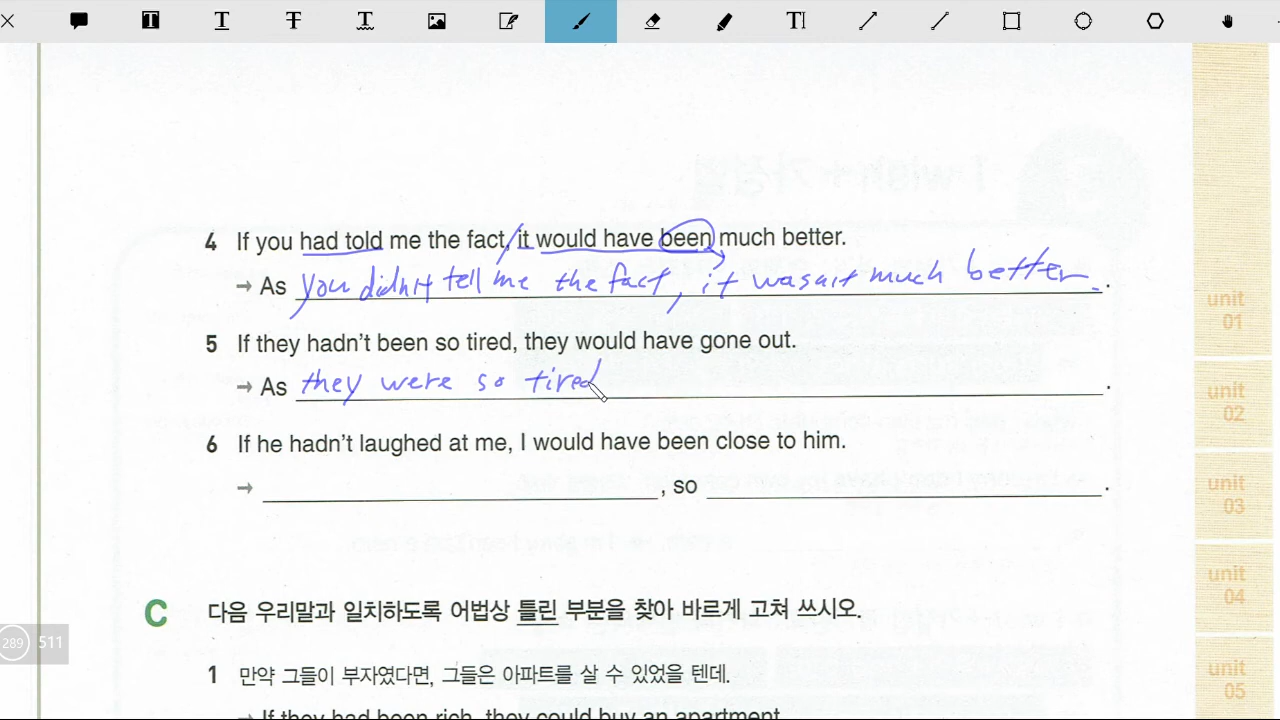 4 If you had told me the fact, it would have been much better.
→ As you didn't tell me the fact, it wasn't much better.
unit 01
5 If they hadn't been so tired, they would have gone out.
→ As they were so tired
unit 02
6 If he hadn't laughed at me, I would have been close to him.
→ , so .
unit 03
unit 04
C 다음 우리말과 일치하도록 어법상 틀린 부분을 찾아 바르게 고쳐 쓰시오.
289 511
1 만약 그들이 부자였다면, 그들은 아파트를 살 수 있었을 텐데.
unit 05